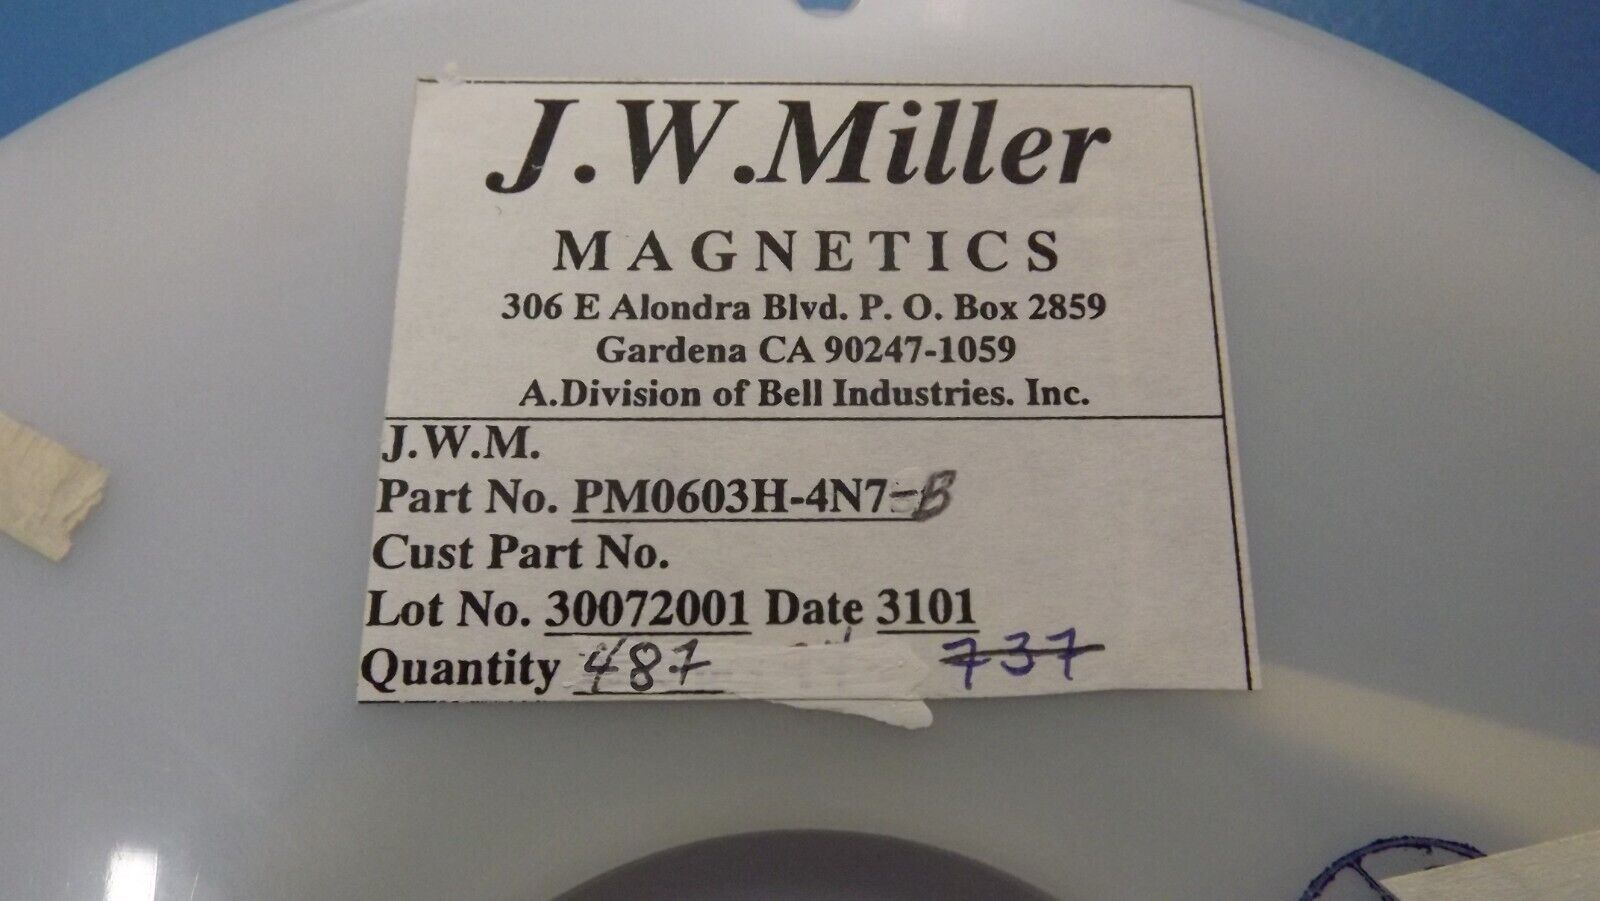 J.W.Miller
MAGNETICS
306 E Alondra Blvd. P. O. Box 2859
Gardena CA 90247-1059
A.Division of Bell Industries. Inc.
J.W.M.
Part No. PM0603H-4N7-B
Cust Part No.
Lot No. 30072001 Date 3101
Quantity 487 737